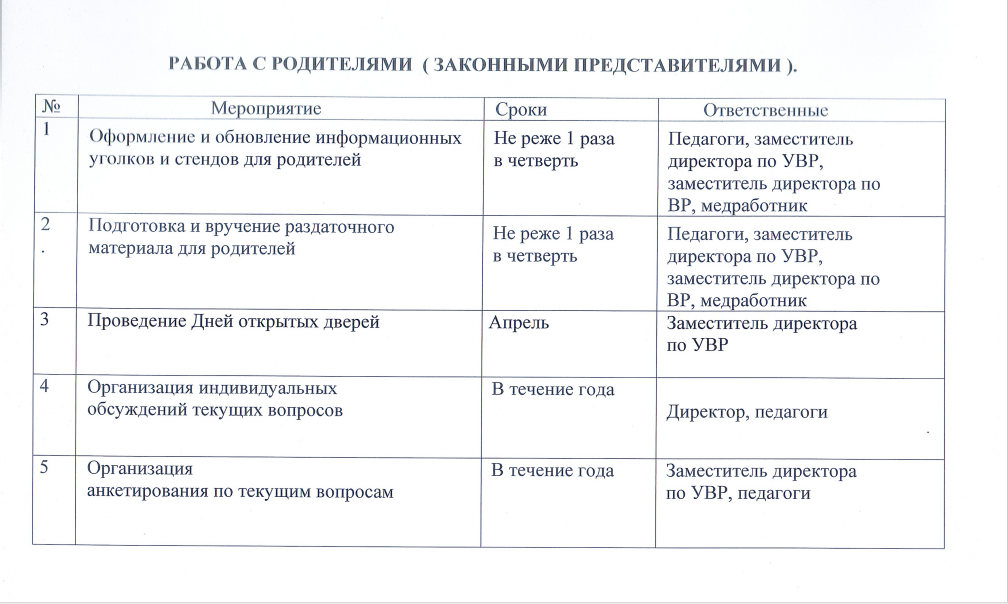 РАБОТА С РОДИТЕЛЯМИ ( ЗАКОННЫМИ ПРЕДСТАВИТЕЛЯМИ ).
№ Мероприятие Сроки Ответственные
1 Оформление и обновление информационных Не реже 1 раза Педагоги, заместитель
уголков и стендов для родителей в четверть директора по УВР,
заместитель директора по
ВР, медработник
2 Подготовка и вручение раздаточного Не реже 1 раза Педагоги, заместитель
. материала для родителей в четверть директора по УВР,
заместитель директора по
ВР, медработник
3 Проведение Дней открытых дверей Апрель Заместитель директора
по УВР
4 Организация индивидуальных В течение года
обсуждений текущих вопросов Директор, педагоги
5 Организация В течение года Заместитель директора
анкетирования по текущим вопросам по УВР, педагоги